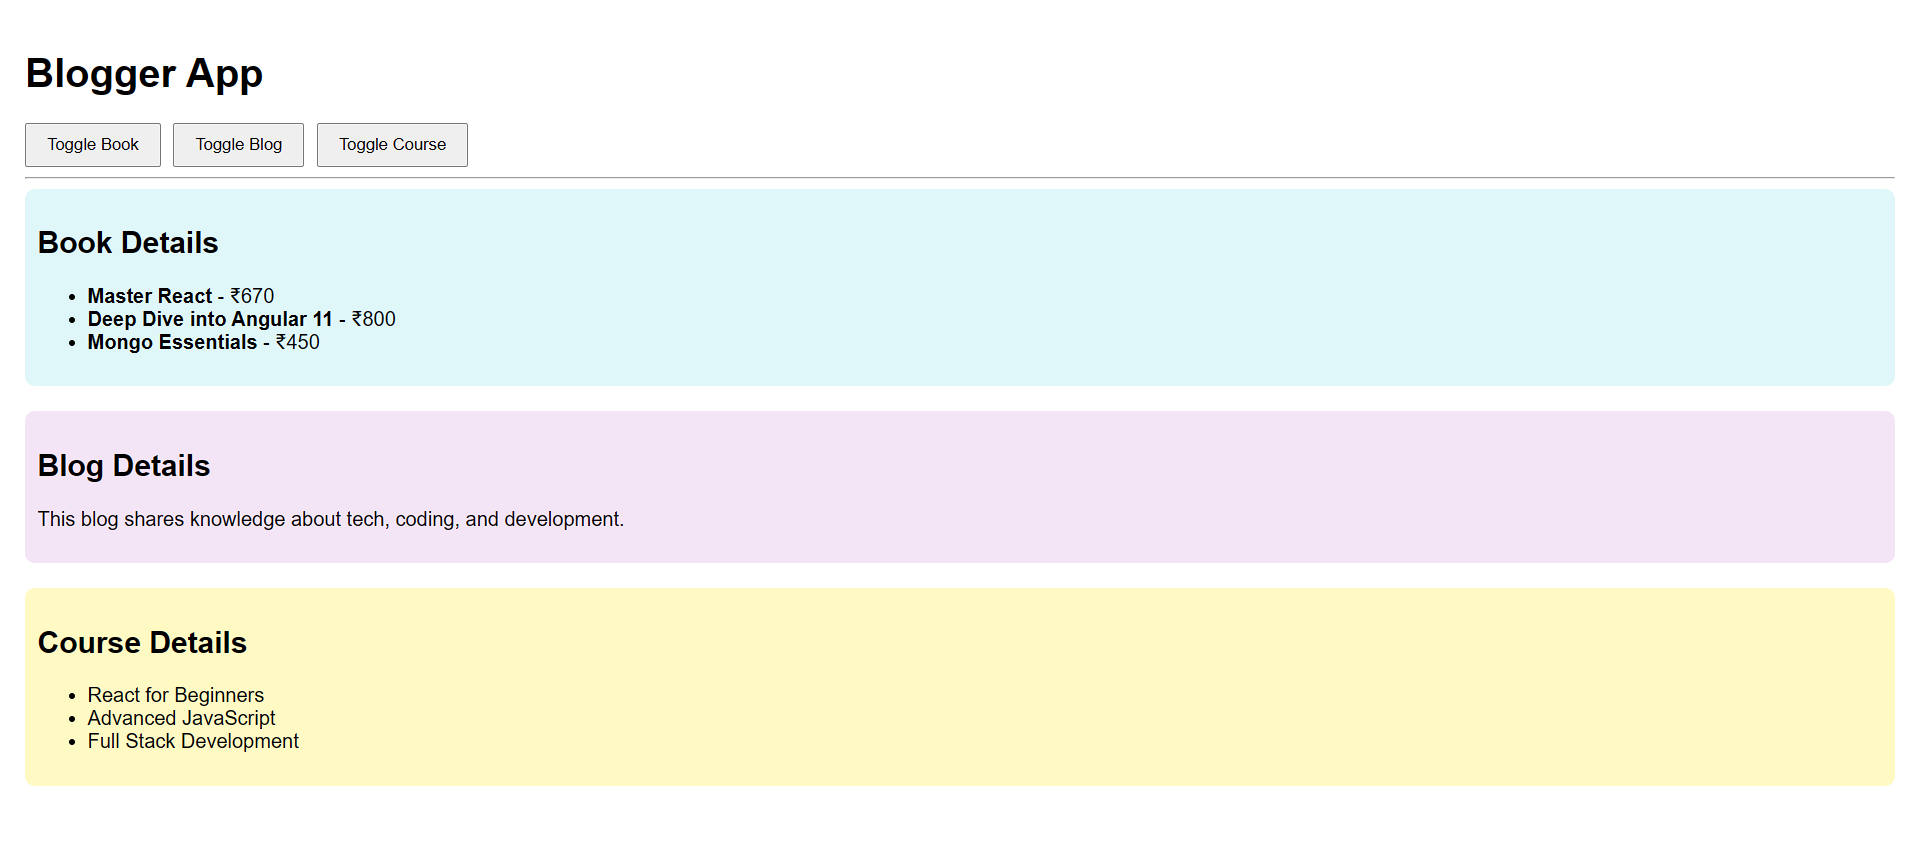 Blogger App
Toggle Book Toggle Blog Toggle Course
Book Details
• Master React - ₹670
• Deep Dive into Angular 11 - ₹800
• Mongo Essentials - ₹450
Blog Details
This blog shares knowledge about tech, coding, and development.
Course Details
• React for Beginners
• Advanced JavaScript
• Full Stack Development